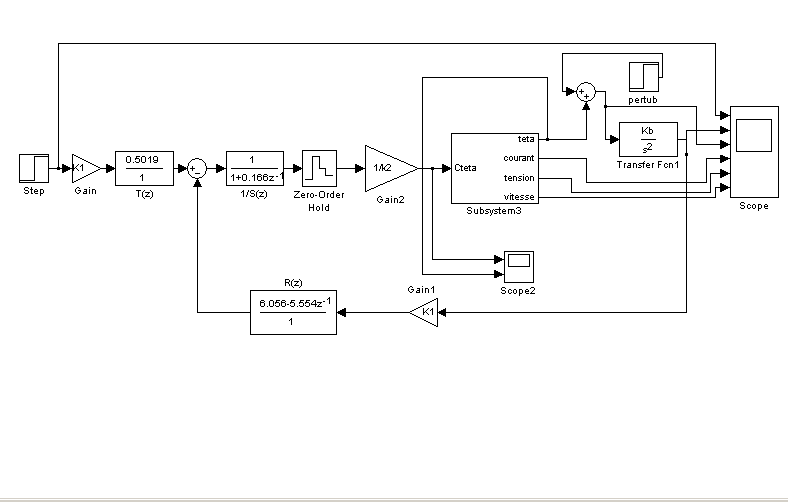 Step
K1
Gain
0.5019
1
T(z)
+
-
1
1+0.166z-1
1/S(z)
Zero-Order
Hold
1/k2
Gain2
Cteta
teta
courant
tension
vitesse
Subsystem3
+
+
pertub
Kb
s2
Transfer Fcn1
Scope
Scope2
Gain1
K1
R(z)
6.056-5.554z-1
1